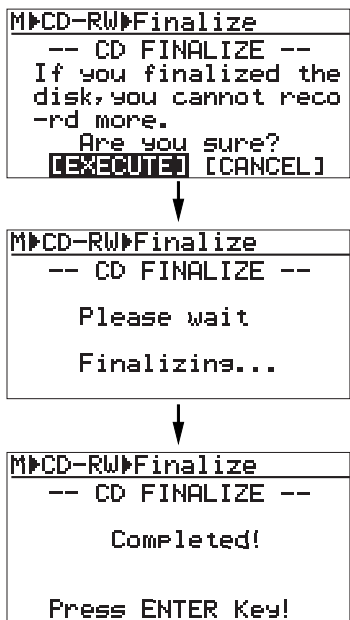 M▶CD-RW▶Finalize
-- CD FINALIZE --
If you finalized the
disk,you cannot reco
-rd more.
Are you sure?
[EXECUTE] [CANCEL]
M▶CD-RW▶Finalize
-- CD FINALIZE --
Please wait
Finalizing...
M▶CD-RW▶Finalize
-- CD FINALIZE --
Completed!
Press ENTER Key!